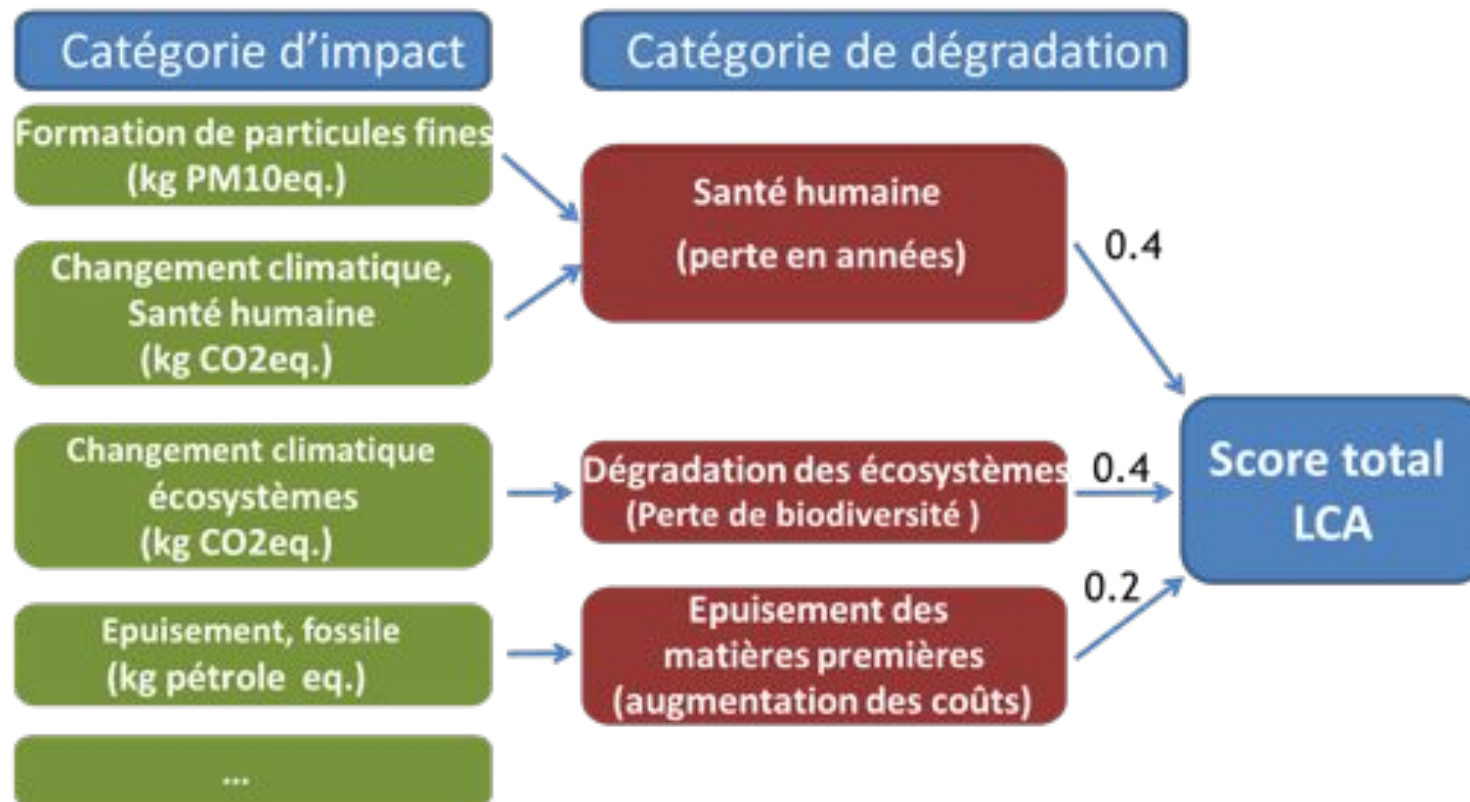 Catégorie d'impact
Catégorie de dégradation
Formation de particules fines
(kg PM10eq.)
Changement climatique,
Santé humaine
(kg CO2eq.)
Changement climatique
écosystèmes
(kg CO2eq.)
Epuisement, fossile
(kg pétrole eq.)
...
Santé humaine
(perte en années)
Dégradation des écosystèmes
(Perte de biodiversité )
Epuisement des
matières premières
(augmentation des coûts)
0.4
0.4
0.2
Score total
LCA